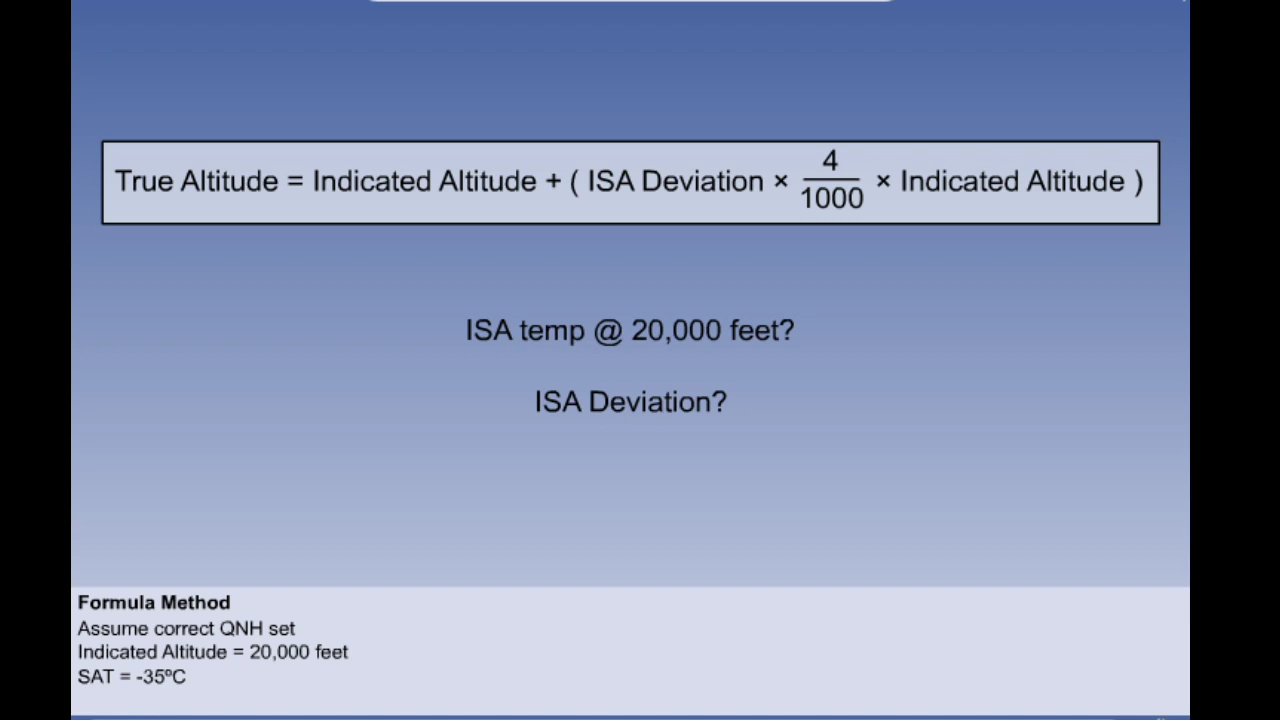 True Altitude = Indicated Altitude + ( ISA Deviation × 4/1000 × Indicated Altitude )
ISA temp @ 20,000 feet?
ISA Deviation?
Formula Method
Assume correct QNH set
Indicated Altitude = 20,000 feet
SAT = -35ºC